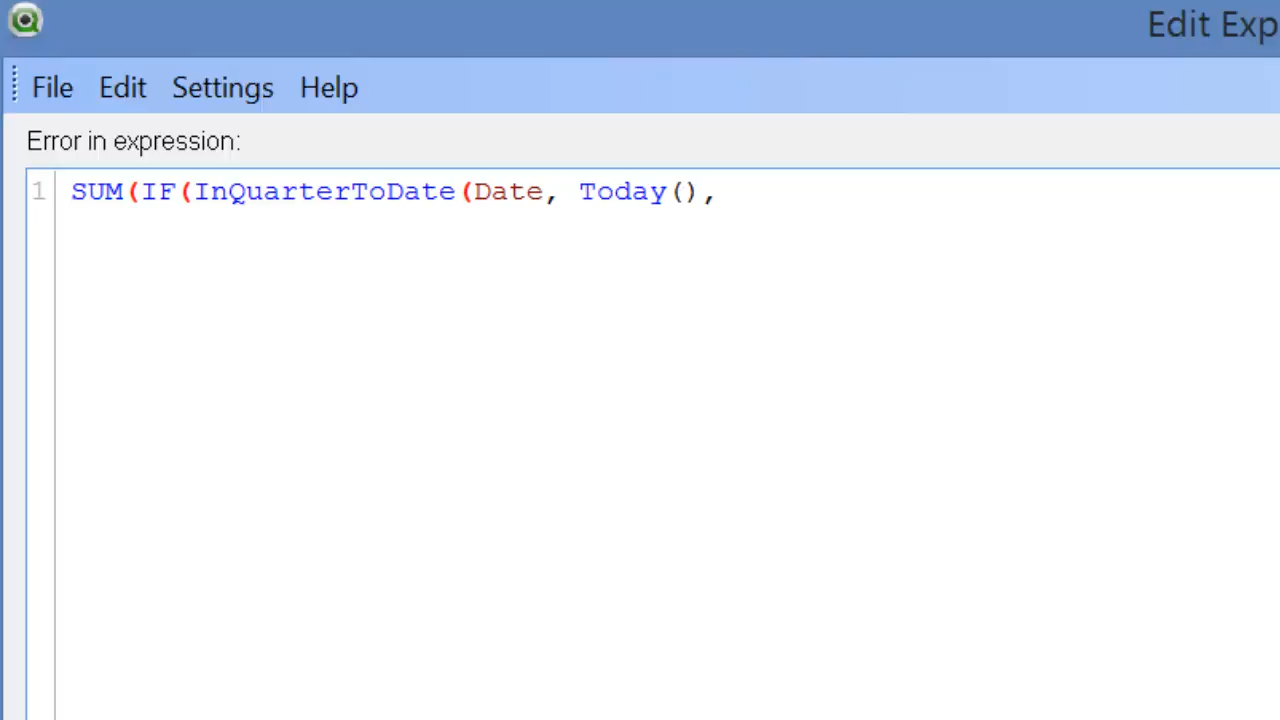 Edit Exp
File Edit Settings Help
Error in expression:
1 SUM(IF(InQuarterToDate(Date, Today(),